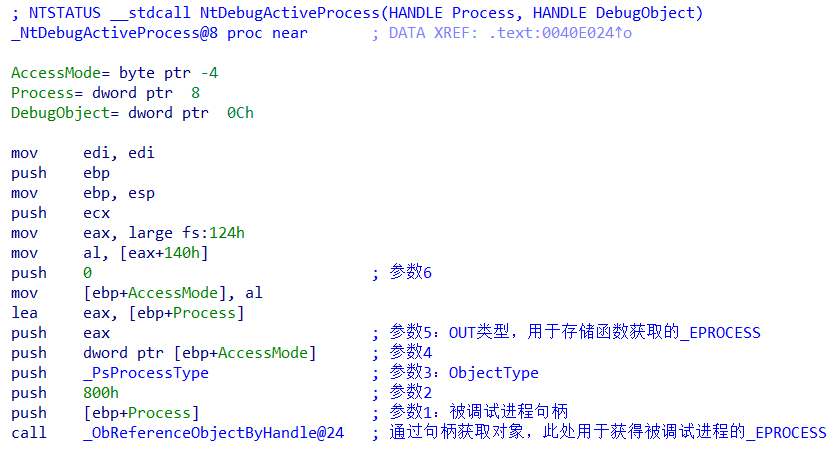 ; NTSTATUS __stdcall NtDebugActiveProcess(HANDLE Process, HANDLE DebugObject)
_NtDebugActiveProcess@8 proc near ; DATA XREF: .text:0040E024↑o
AccessMode= byte ptr -4
Process= dword ptr 8
DebugObject= dword ptr 0Ch
mov edi, edi
push ebp
mov ebp, esp
push ecx
mov eax, large fs:124h
mov al, [eax+140h]
push 0 ; 参数6
mov [ebp+AccessMode], al
lea eax, [ebp+Process]
push eax ; 参数5：OUT类型，用于存储函数获取的_EPROCESS
push dword ptr [ebp+AccessMode] ; 参数4
push _PsProcessType ; 参数3：ObjectType
push 800h ; 参数2
push [ebp+Process] ; 参数1：被调试进程句柄
call _ObReferenceObjectByHandle@24 ; 通过句柄获取对象，此处用于获得被调试进程的_EPROCESS